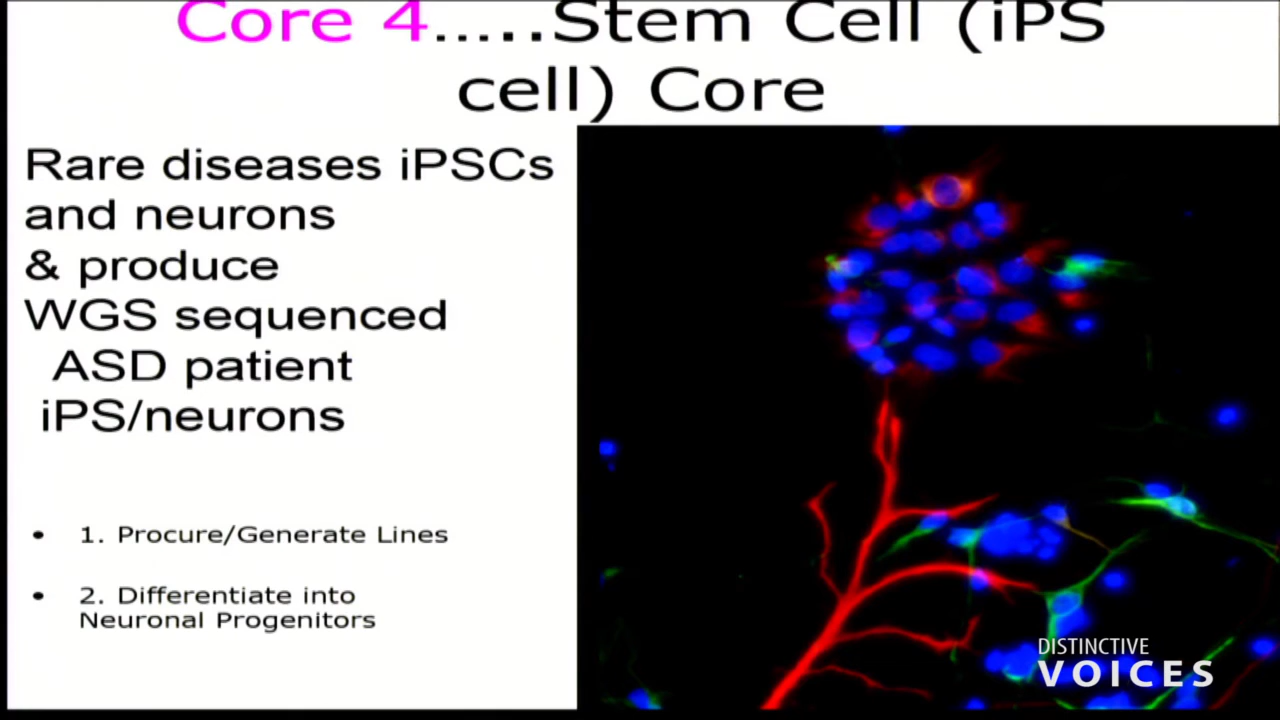 Core 4.....Stem Cell (iPS
cell) Core
Rare diseases iPSCs
and neurons
& produce
WGS sequenced
ASD patient
iPS/neurons
• 1. Procure/Generate Lines
• 2. Differentiate into
Neuronal Progenitors
DISTINCTIVE
VOICES